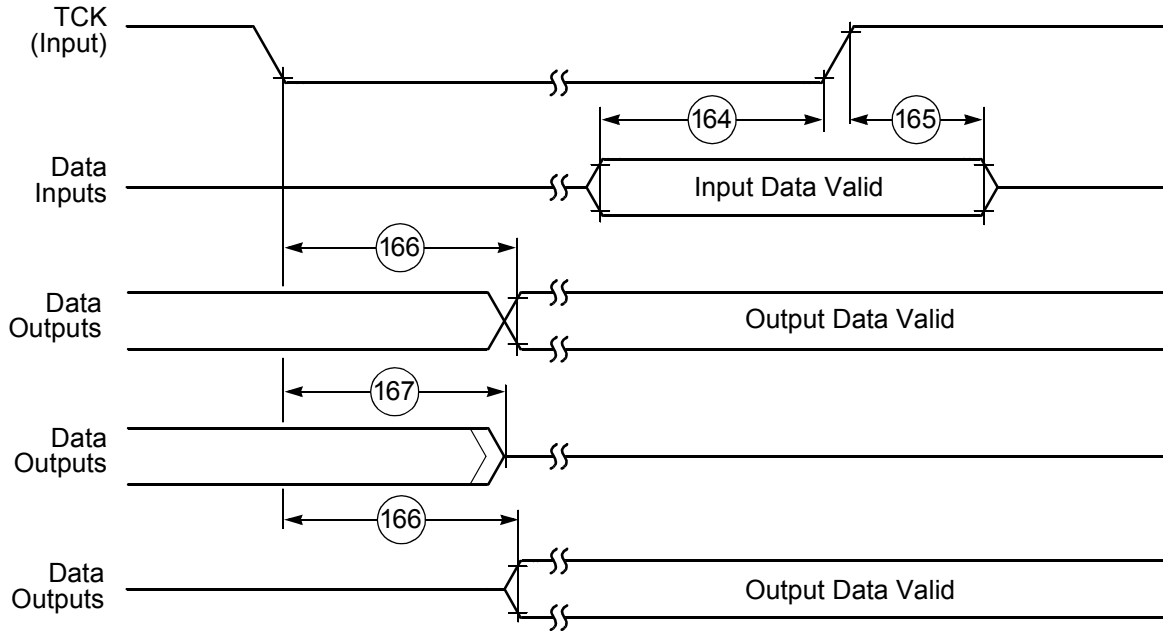 TCK
(Input)
164
165
Data
Inputs
Input Data Valid
166
Data
Outputs
Output Data Valid
167
Data
Outputs
166
Data
Outputs
Output Data Valid